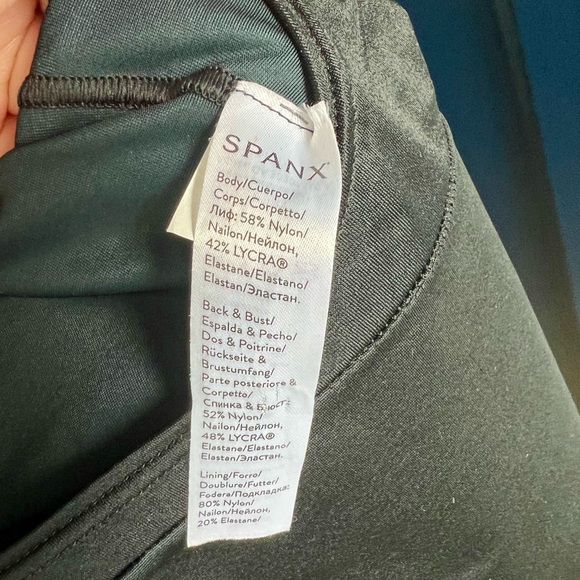 SPANX
Body/Cuerpo/
Corps/Corpetto/
Лиф: 58% Nylon/
Nailon/Нейлон,
42% LYCRA®
Elastane/Elastano/
Elastan/Эластан.
Back & Bust/
Espalda & Pecho/
Dos & Poitrine/
Rückseite &
Brustumfang/
Parte posteriore &
Corpetto/
Спинка & Бюст:
52% Nylon/
Nailon/Нейлон,
48% LYCRA®
Elastane/Elastano/
Elastan/Эластан.
Lining/Forro/
Doublure/Futter/
Fodera/Подкладка:
80% Nylon/
Nailon/Нейлон,
20% Elastane/